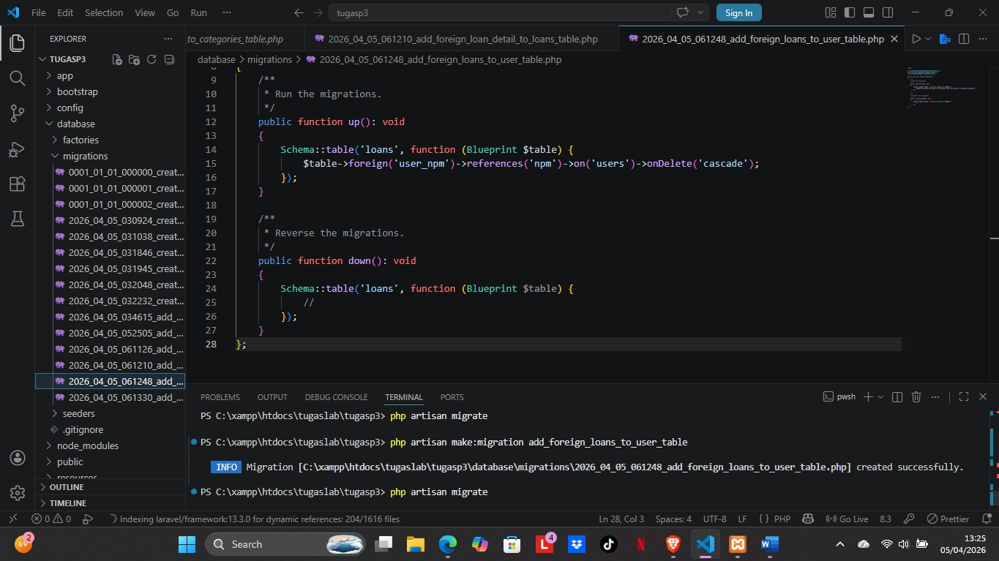 File Edit Selection View Go Run ···
tugasp3
Sign In
EXPLORER
TUGASP3
app
bootstrap
config
database
factories
migrations
0001_01_01_000000_creat...
0001_01_01_000001_creat...
0001_01_01_000002_creat...
2026_04_05_030924_creat...
2026_04_05_031038_creat...
2026_04_05_031846_creat...
2026_04_05_031945_creat...
2026_04_05_032048_creat...
2026_04_05_032232_creat...
2026_04_05_034615_add_...
2026_04_05_052505_add_...
2026_04_05_061126_add_...
2026_04_05_061210_add_...
2026_04_05_061248_add_...
2026_04_05_061330_add_...
seeders
.gitignore
node_modules
public
resources
OUTLINE
TIMELINE
to_categories_table.php
2026_04_05_061210_add_foreign_loan_detail_to_loans_table.php
2026_04_05_061248_add_foreign_loans_to_user_table.php
database > migrations > 2026_04_05_061248_add_foreign_loans_to_user_table.php
8 {
9 /**
10 * Run the migrations.
11 */
12 public function up(): void
13 {
14 Schema::table('loans', function (Blueprint $table) {
15 $table->foreign('user_npm')->references('npm')->on('users')->onDelete('cascade');
16 });
17 }
18
19 /**
20 * Reverse the migrations.
21 */
22 public function down(): void
23 {
24 Schema::table('loans', function (Blueprint $table) {
25 //
26 });
27 }
28 };
PROBLEMS OUTPUT DEBUG CONSOLE TERMINAL PORTS
pwsh
PS C:\xampp\htdocs\tugaslab\tugasp3> php artisan migrate
PS C:\xampp\htdocs\tugaslab\tugasp3> php artisan make:migration add_foreign_loans_to_user_table
INFO Migration [C:\xampp\htdocs\tugaslab\tugasp3\database\migrations\2026_04_05_061248_add_foreign_loans_to_user_table.php] created successfully.
PS C:\xampp\htdocs\tugaslab\tugasp3> php artisan migrate
0 0 Indexing laravel/framework:13.3.0 for dynamic references: 204/1616 files
Ln 28, Col 3 Spaces: 4 UTF-8 LF { } PHP Go Live 8.3 Prettier
UV 2
Search
L 4
N
13:25
05/04/2026